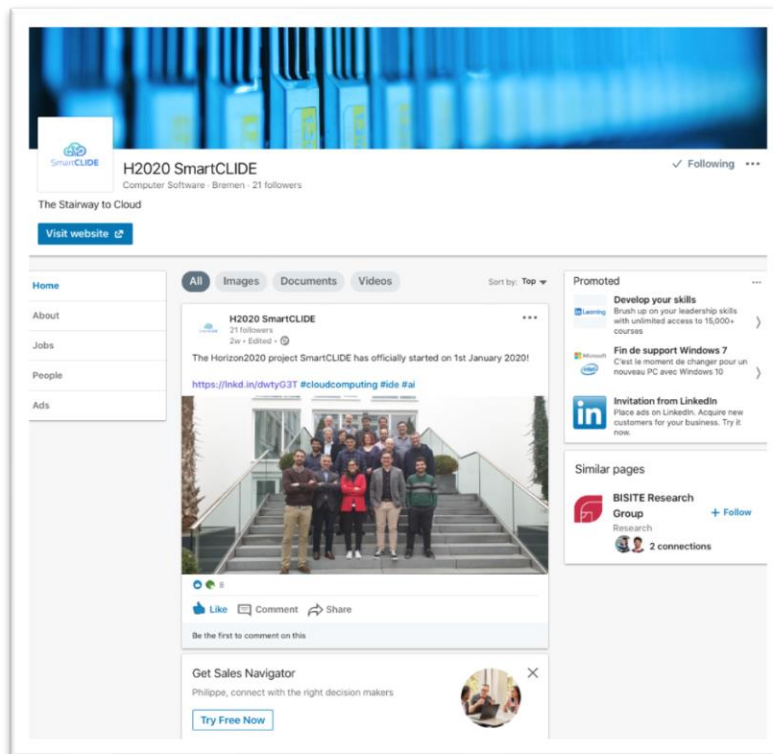 SmartCLIDE
H2020 SmartCLIDE
Computer Software · Bremen · 21 followers
Following
The Stairway to Cloud
Visit website
Home
About
Jobs
People
Ads
All
Images
Documents
Videos
Sort by: Top
H2020 SmartCLIDE
21 followers
2w • Edited •
The Horizon2020 project SmartCLIDE has officially started on 1st January 2020!
https://lnkd.in/dwtyG3T #cloudcomputing #ide #ai
8
Like
Comment
Share
Be the first to comment on this
Get Sales Navigator
Philippe, connect with the right decision makers
Try Free Now
Promoted
in Learning
Develop your skills
Brush up on your leadership skills
with unlimited access to 15,000+
courses
Microsoft
intel
Fin de support Windows 7
C'est le moment de changer pour un
nouveau PC avec Windows 10
in
Invitation from LinkedIn
Place ads on LinkedIn. Acquire new
customers for your business. Try it
now.
Similar pages
BISITE Research
Group
+ Follow
Research
2 connections